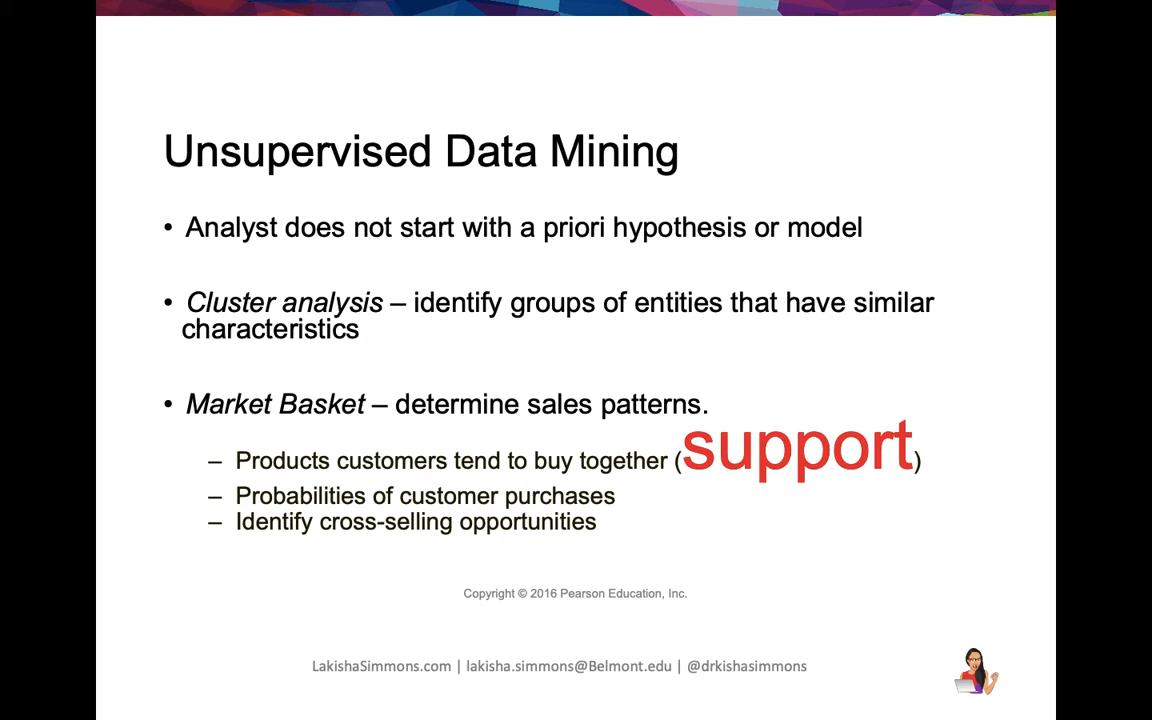 Unsupervised Data Mining
• Analyst does not start with a priori hypothesis or model
• Cluster analysis – identify groups of entities that have similar
characteristics
• Market Basket – determine sales patterns.
– Products customers tend to buy together (support)
– Probabilities of customer purchases
– Identify cross-selling opportunities
Copyright © 2016 Pearson Education, Inc.
LakishaSimmons.com | lakisha.simmons@Belmont.edu | @drkishasimmons